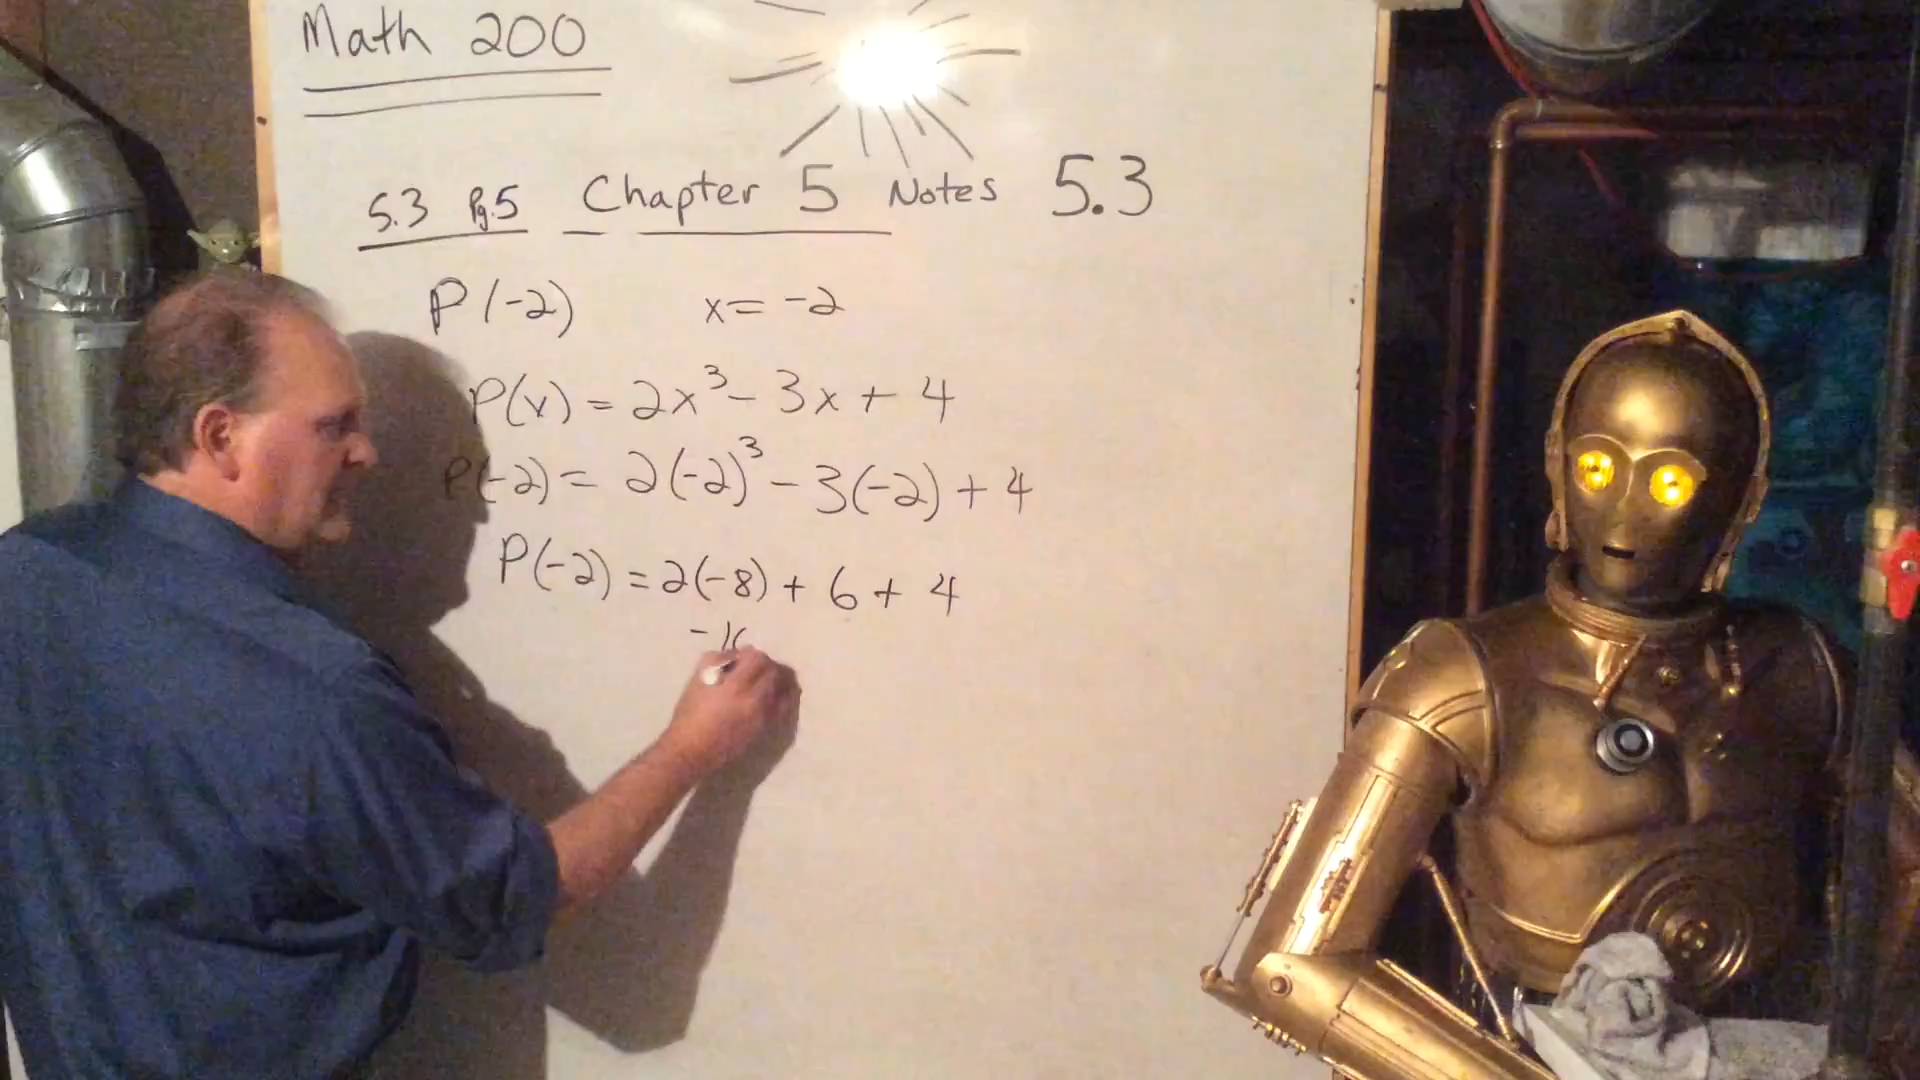 Math 200
5.3 Pg.5 Chapter 5 Notes 5.3
P(-2) x = -2
P(x) = 2x³ - 3x + 4
P(-2) = 2(-2)³ - 3(-2) + 4
P(-2) = 2(-8) + 6 + 4
-16